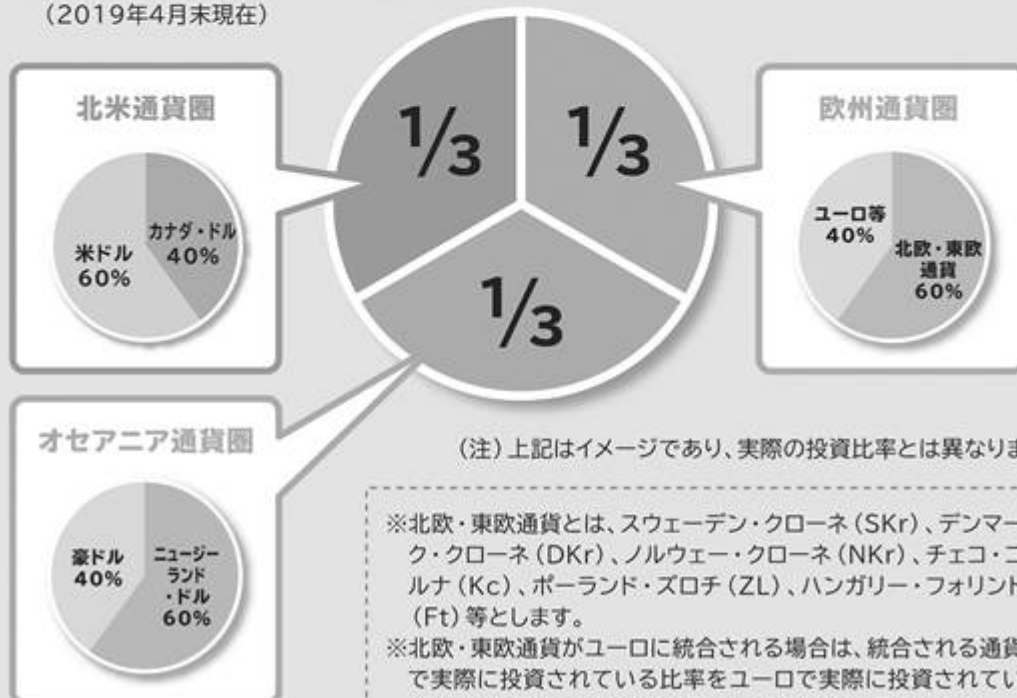 (2019年4月末現在)
北米通貨圏
カナダ・ドル
40%
米ドル
60%
1/3
1/3
1/3
欧州通貨圏
ユーロ等
40%
北欧・東欧
通貨
60%
オセアニア通貨圏
豪ドル
40%
ニュージー
ランド
・ドル
60%
(注)上記はイメージであり、実際の投資比率とは異なりま
※北欧・東欧通貨とは、スウェーデン・クローネ(SKr)、デンマー
ク・クローネ(DKr)、ノルウェー・クローネ(NKr)、チェコ・コ
ルナ(Kc)、ポーランド・ズロチ(ZL)、ハンガリー・フォリント
(Ft)等とします。
※北欧・東欧通貨がユーロに統合される場合は、統合される通貨
で実際に投資されている比率をユーロで実際に投資されてい